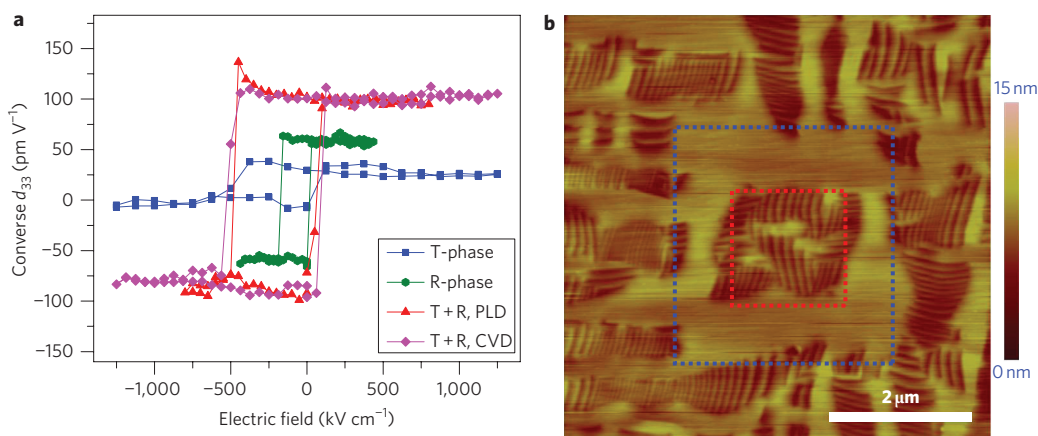 a
150
100
50
0
−50
−100
−150
Converse d33 (pm V−1)
−1,000
−500
0
500
1,000
Electric field (kV cm−1)
T-phase
R-phase
T + R, PLD
T + R, CVD
b
2 μm
15 nm
0 nm